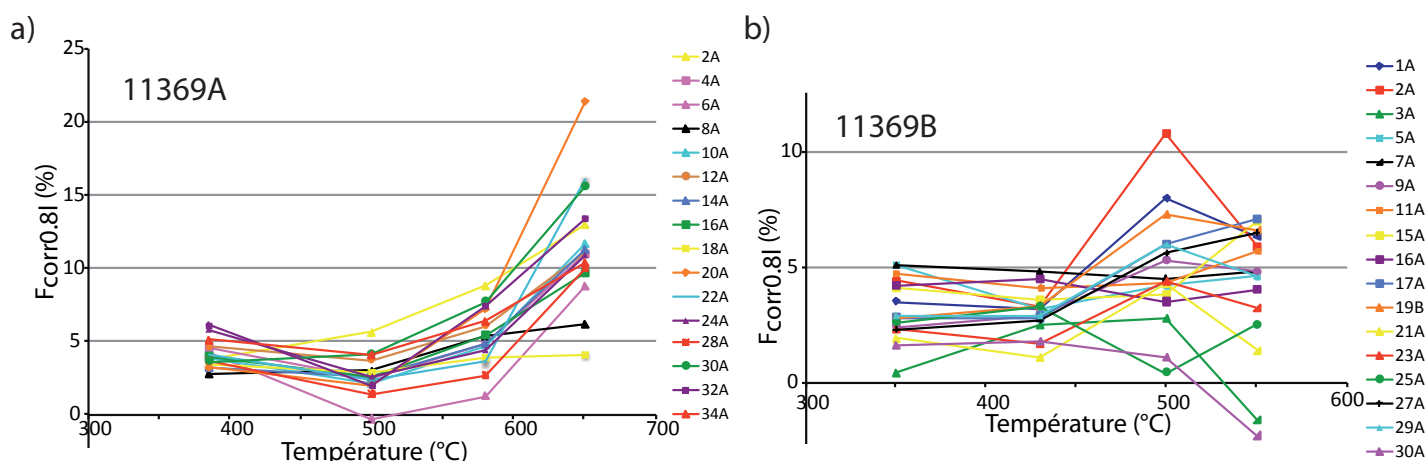 a)
11369A
Fcorr0.8l (%)
25
20
15
10
5
0
300
400
500
600
700
Température (°C)
2A
4A
6A
8A
10A
12A
14A
16A
18A
20A
22A
24A
28A
30A
32A
34A
b)
11369B
Fcorr0.8l (%)
10
5
0
300
400
500
600
Température (°C)
1A
2A
3A
5A
7A
9A
11A
15A
16A
17A
19B
21A
23A
25A
27A
29A
30A